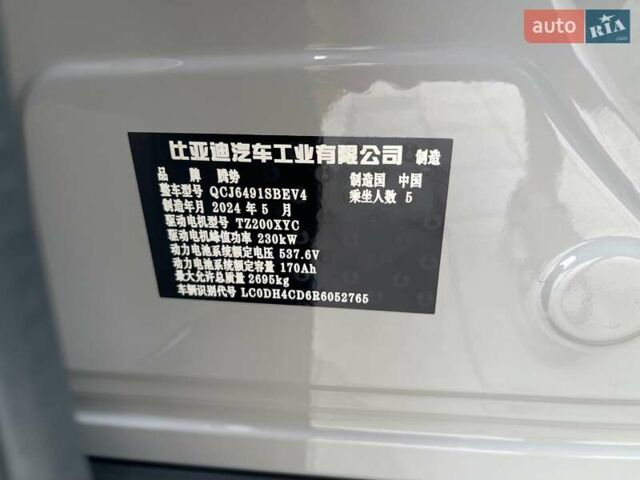 auto RIA.com
比亚迪汽车工业有限公司 制造
品 牌 腾势 制造国 中国
整车型号 QCJ6491SBEV4 乘坐人数 5
制造年月 2024 年 5 月
驱动电机型号 TZ200XYC
驱动电机峰值功率 230kW
动力电池系统额定电压 537.6V
动力电池系统额定容量 170Ah
最大允许总质量 2695kg
车辆识别代号 LC0DH4CD6R6052765